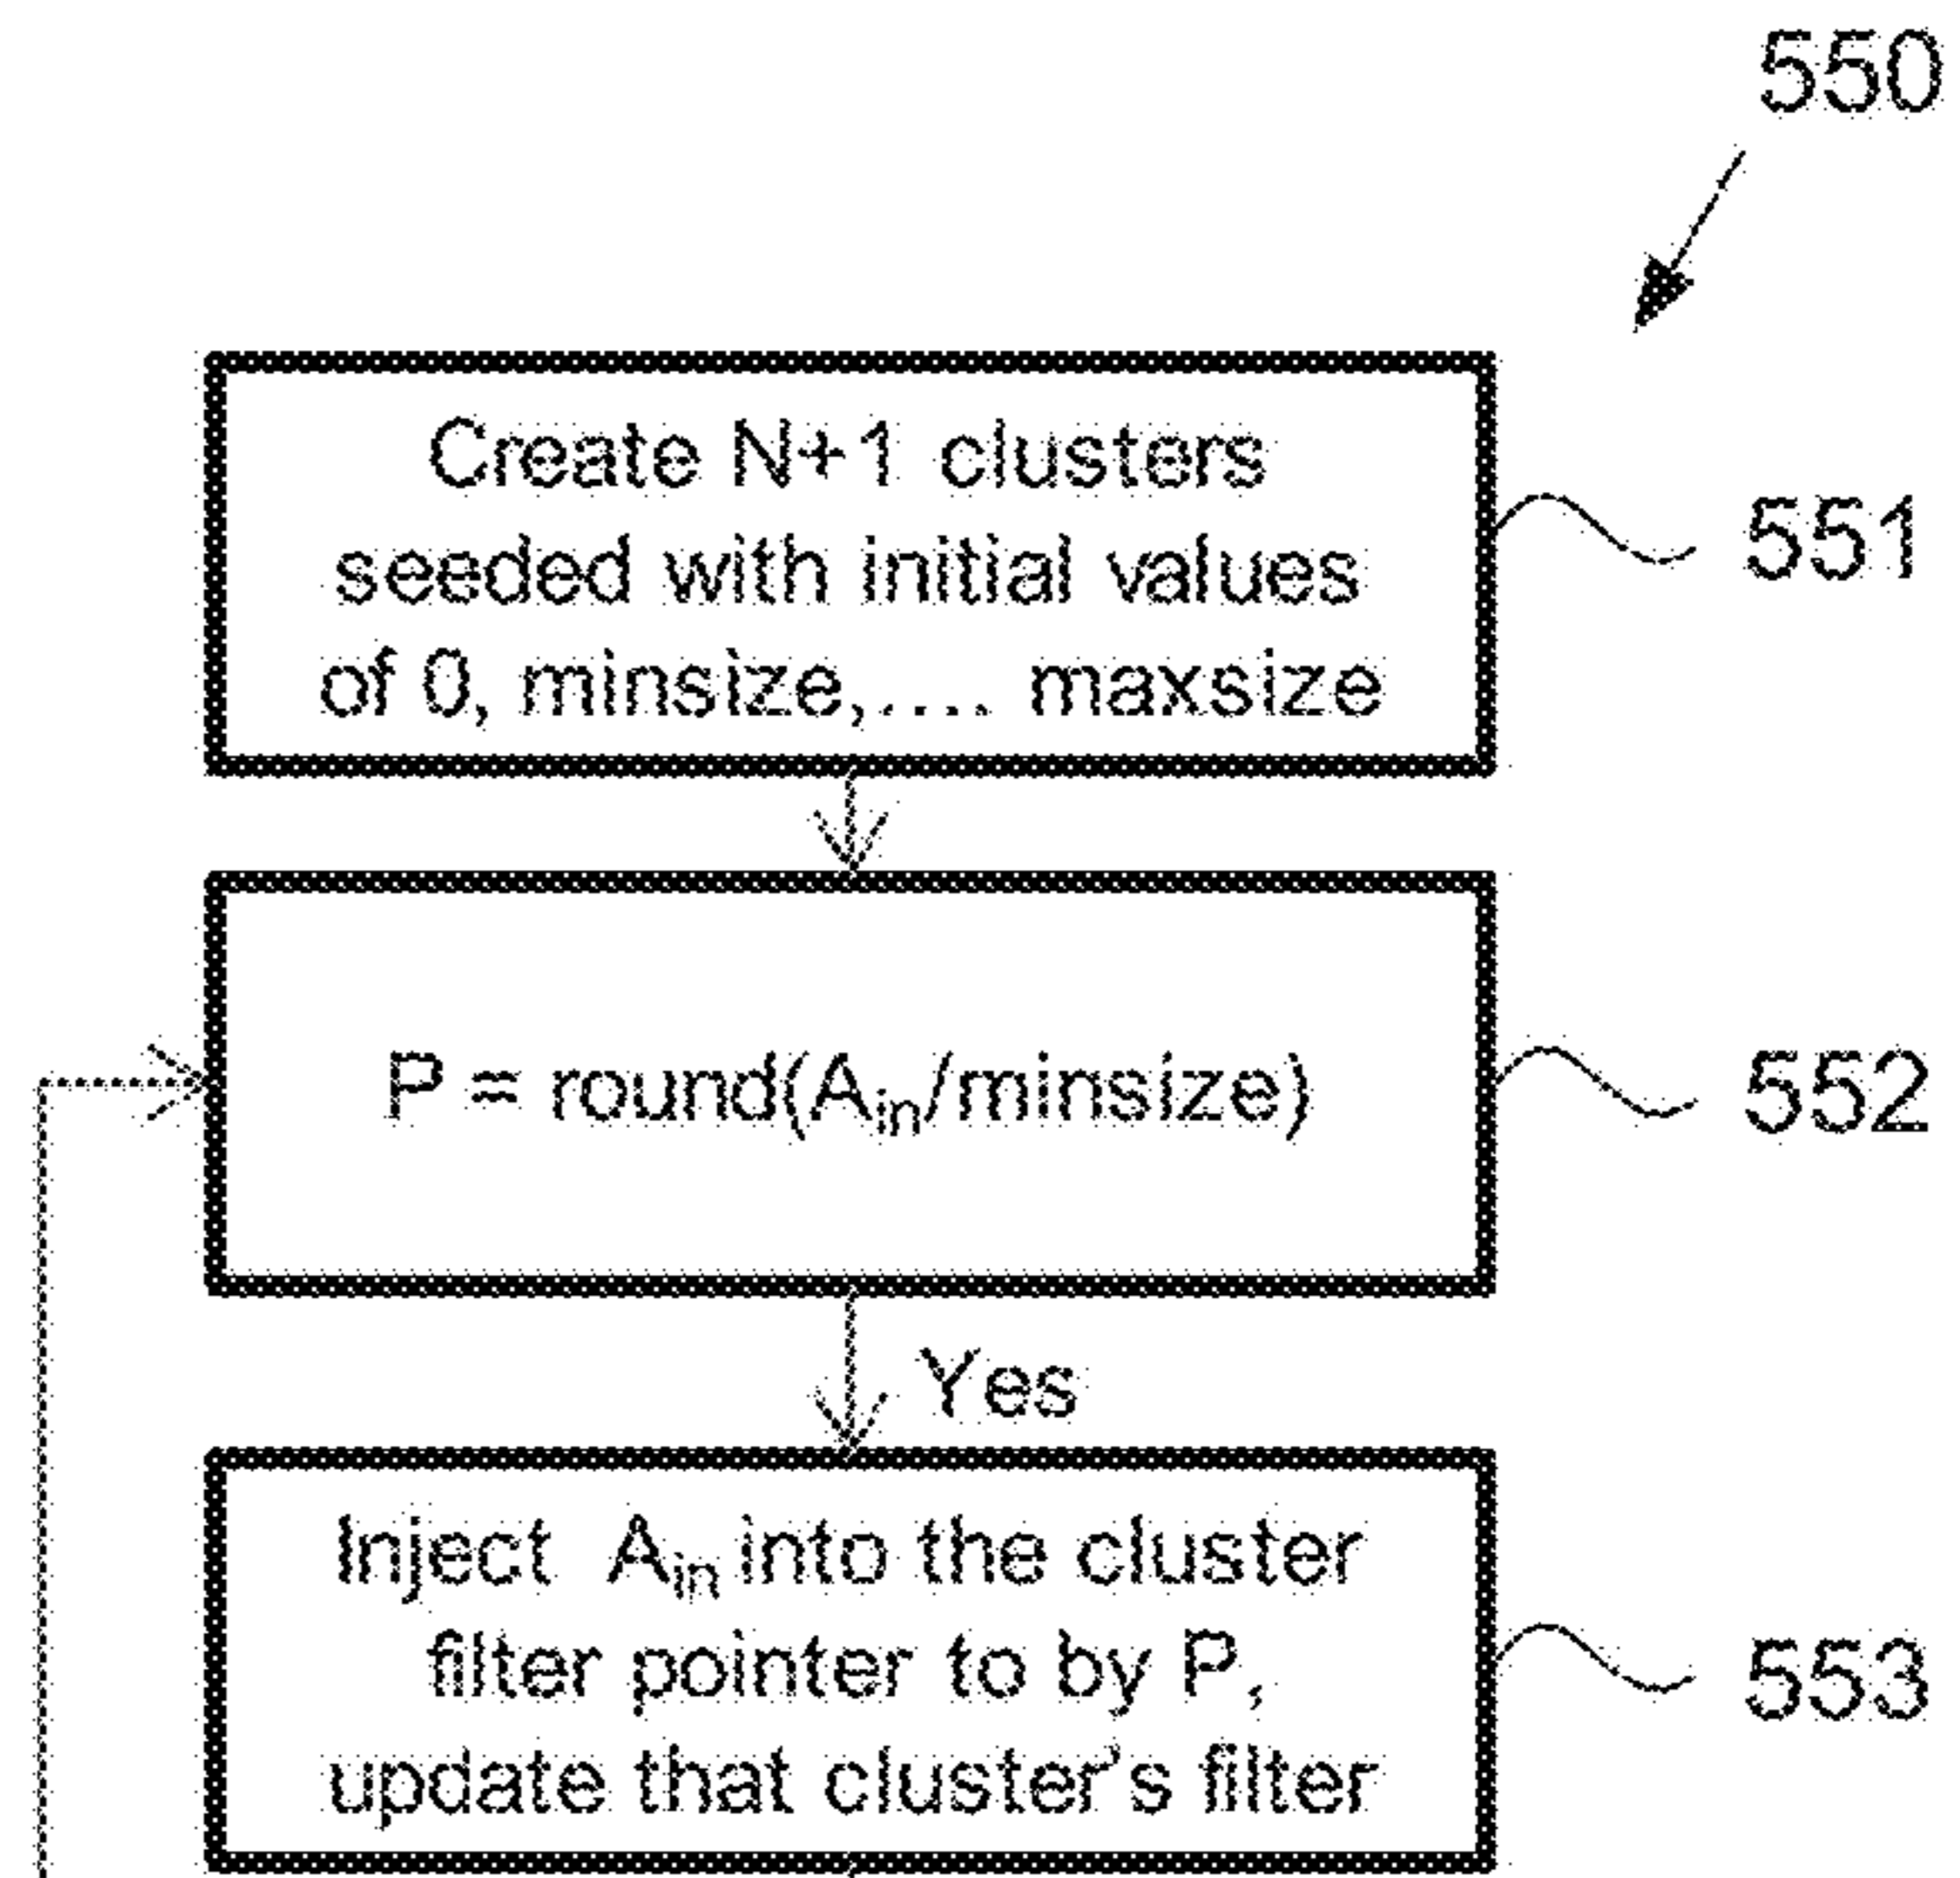 550
Create N+1 clusters
seeded with initial values
of 0, minsize,.... maxsize
551
P = round(Ain/minsize)
552
Yes
Inject Ain into the cluster
filter pointer to by P,
update that cluster's filter
553